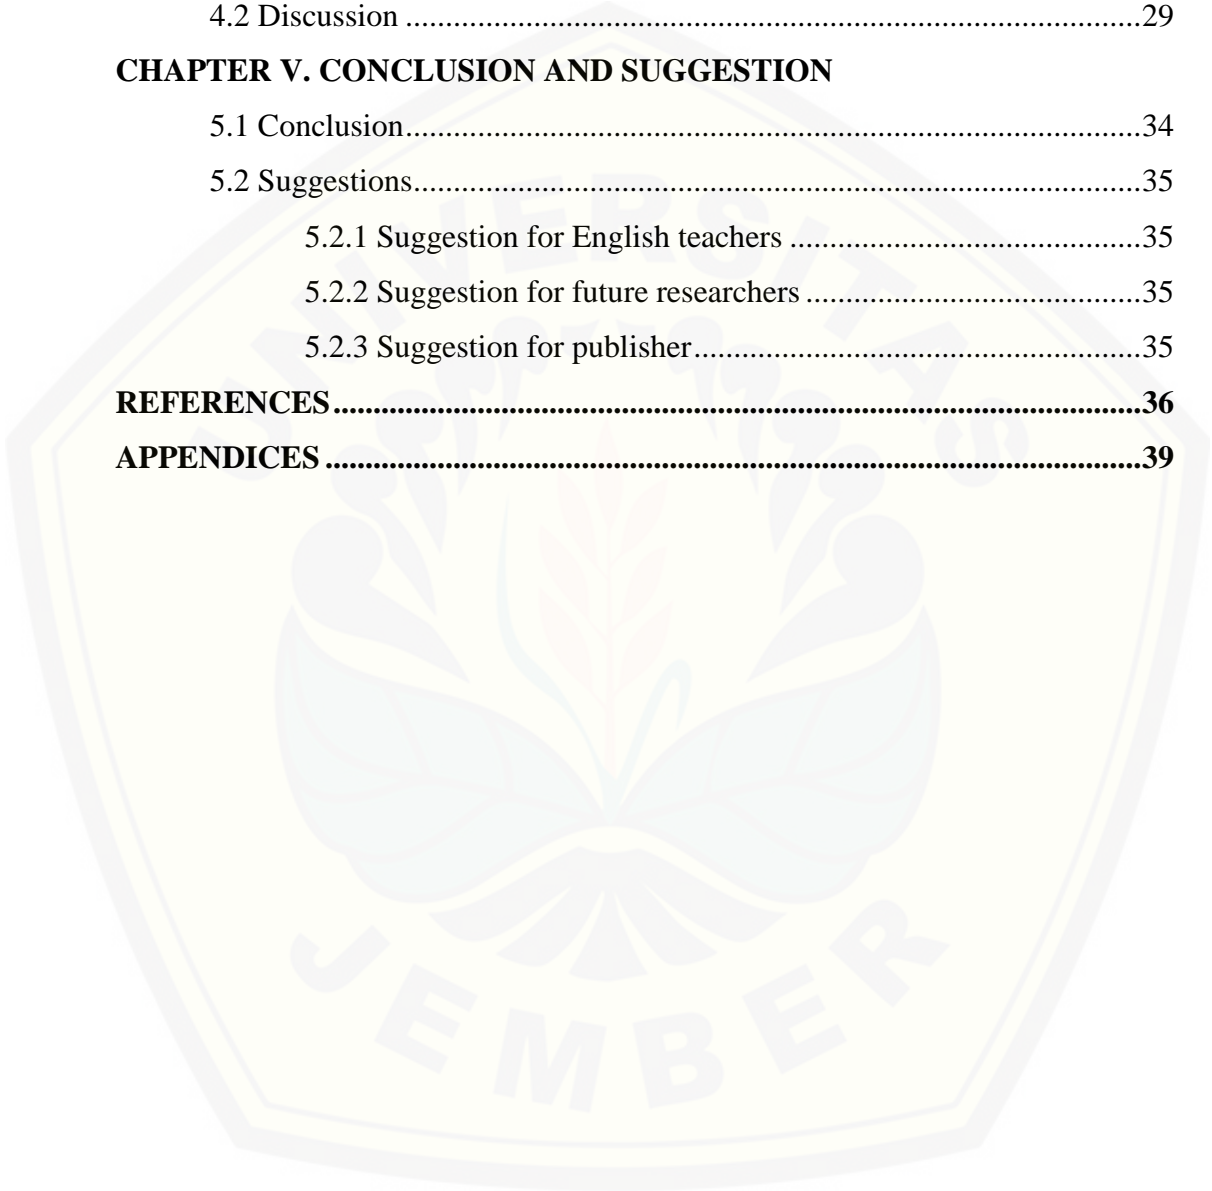 4.2 Discussion ..............................................................................................29
CHAPTER V. CONCLUSION AND SUGGESTION
5.1 Conclusion..............................................................................................34
5.2 Suggestions.............................................................................................35
5.2.1 Suggestion for English teachers .............................................35
5.2.2 Suggestion for future researchers ...........................................35
5.2.3 Suggestion for publisher.........................................................35
REFERENCES........................................................................................................36
APPENDICES .........................................................................................................39
UNIVERSITAS
JEMBER